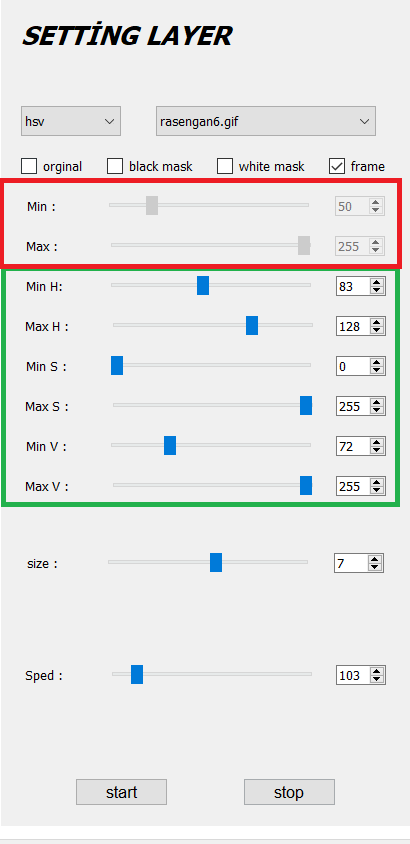 SETTİNG LAYER
hsv rasengan6.gif
orginal black mask white mask frame
Min : 50
Max : 255
Min H: 83
Max H : 128
Min S : 0
Max S : 255
Min V : 72
Max V : 255
size : 7
Sped : 103
start stop